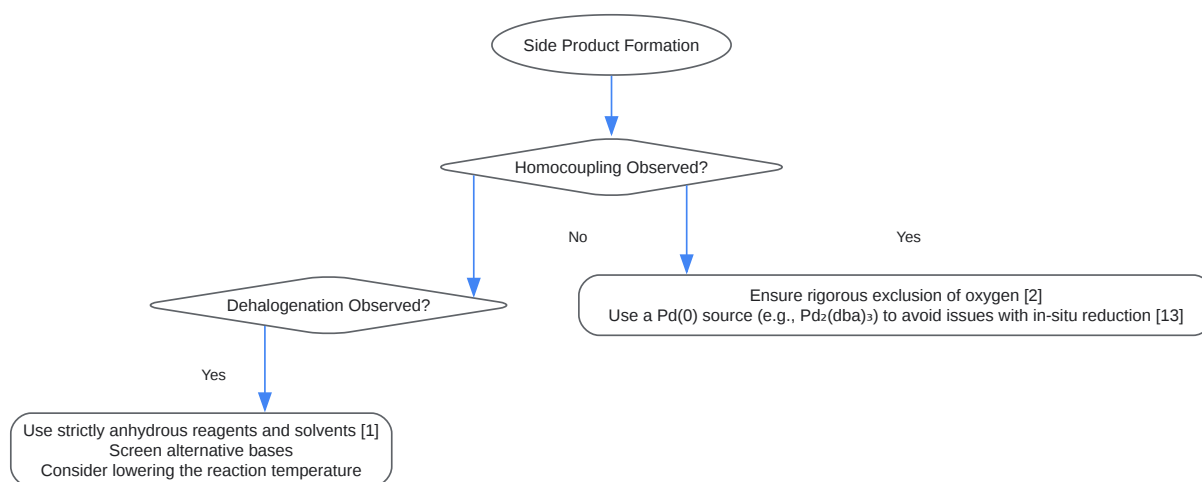 Side Product Formation
Homocoupling Observed?
No
Yes
Dehalogenation Observed?
Ensure rigorous exclusion of oxygen [2]
Use a Pd(0) source (e.g., Pd₂(dba)₃) to avoid issues with in-situ reduction [13]
Yes
Use strictly anhydrous reagents and solvents [1]
Screen alternative bases
Consider lowering the reaction temperature